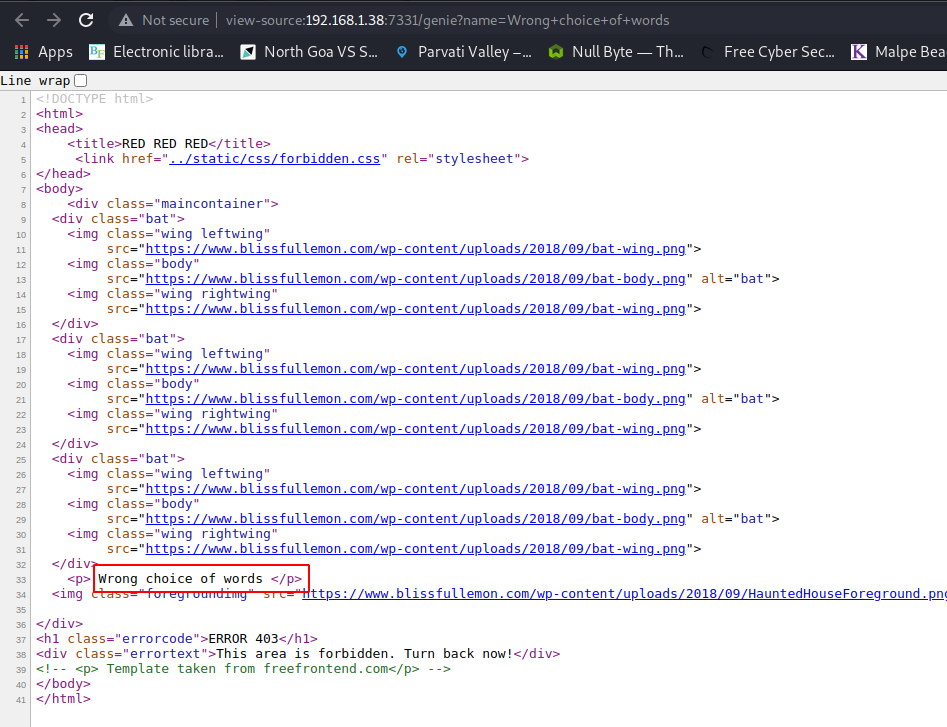 Not secure | view-source:192.168.1.38:7331/genie?name=Wrong+choice+of+words
Apps BF Electronic libra... North Goa VS S... Parvati Valley –... Null Byte — Th... Free Cyber Sec... K Malpe Bea
Line wrap
1 <!DOCTYPE html>
2 <html>
3 <head>
4 <title>RED RED RED</title>
5 <link href="../static/css/forbidden.css" rel="stylesheet">
6 </head>
7 <body>
8 <div class="maincontainer">
9 <div class="bat">
10 <img class="wing leftwing"
11 src="https://www.blissfullemon.com/wp-content/uploads/2018/09/bat-wing.png">
12 <img class="body"
13 src="https://www.blissfullemon.com/wp-content/uploads/2018/09/bat-body.png" alt="bat">
14 <img class="wing rightwing"
15 src="https://www.blissfullemon.com/wp-content/uploads/2018/09/bat-wing.png">
16 </div>
17 <div class="bat">
18 <img class="wing leftwing"
19 src="https://www.blissfullemon.com/wp-content/uploads/2018/09/bat-wing.png">
20 <img class="body"
21 src="https://www.blissfullemon.com/wp-content/uploads/2018/09/bat-body.png" alt="bat">
22 <img class="wing rightwing"
23 src="https://www.blissfullemon.com/wp-content/uploads/2018/09/bat-wing.png">
24 </div>
25 <div class="bat">
26 <img class="wing leftwing"
27 src="https://www.blissfullemon.com/wp-content/uploads/2018/09/bat-wing.png">
28 <img class="body"
29 src="https://www.blissfullemon.com/wp-content/uploads/2018/09/bat-body.png" alt="bat">
30 <img class="wing rightwing"
31 src="https://www.blissfullemon.com/wp-content/uploads/2018/09/bat-wing.png">
32 </div>
33 <p> Wrong choice of words </p>
34 <img class="foregroundimg" src="https://www.blissfullemon.com/wp-content/uploads/2018/09/HauntedHouseForeground.png
35
36 </div>
37 <h1 class="errorcode">ERROR 403</h1>
38 <div class="errortext">This area is forbidden. Turn back now!</div>
39 <!-- <p> Template taken from freefrontend.com</p> -->
40 </body>
41 </html>